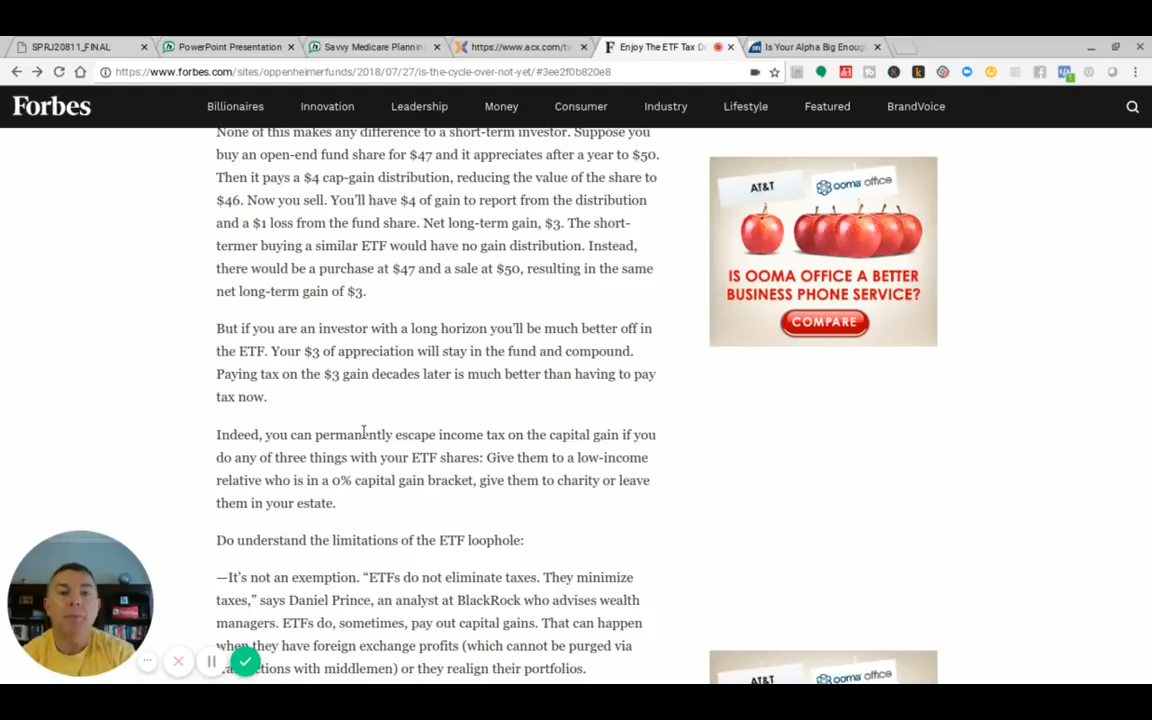 SPRJ20811_FINAL
PowerPoint Presentation
Savvy Medicare Plannin
https://www.acx.com/tr
Enjoy The ETF Tax D
Is Your Alpha Big Enoug
https://www.forbes.com/sites/oppenheimerfunds/2018/07/27/is-the-cycle-over-not-yet/#3ee2f0b820e8
Forbes
Billionaires
Innovation
Leadership
Money
Consumer
Industry
Lifestyle
Featured
BrandVoice
None of this makes any difference to a short-term investor. Suppose you
buy an open-end fund share for $47 and it appreciates after a year to $50.
Then it pays a $4 cap-gain distribution, reducing the value of the share to
$46. Now you sell. You'll have $4 of gain to report from the distribution
and a $1 loss from the fund share. Net long-term gain, $3. The short-
termer buying a similar ETF would have no gain distribution. Instead,
there would be a purchase at $47 and a sale at $50, resulting in the same
net long-term gain of $3.
But if you are an investor with a long horizon you'll be much better off in
the ETF. Your $3 of appreciation will stay in the fund and compound.
Paying tax on the $3 gain decades later is much better than having to pay
tax now.
Indeed, you can permanently escape income tax on the capital gain if you
do any of three things with your ETF shares: Give them to a low-income
relative who is in a 0% capital gain bracket, give them to charity or leave
them in your estate.
Do understand the limitations of the ETF loophole:
—It's not an exemption. “ETFs do not eliminate taxes. They minimize
taxes,” says Daniel Prince, an analyst at BlackRock who advises wealth
managers. ETFs do, sometimes, pay out capital gains. That can happen
when they have foreign exchange profits (which cannot be purged via
with middlemen) or they realign their portfolios.
AT&T
ooma office
IS OOMA OFFICE A BETTER
BUSINESS PHONE SERVICE?
COMPARE
AT&T
ooma office